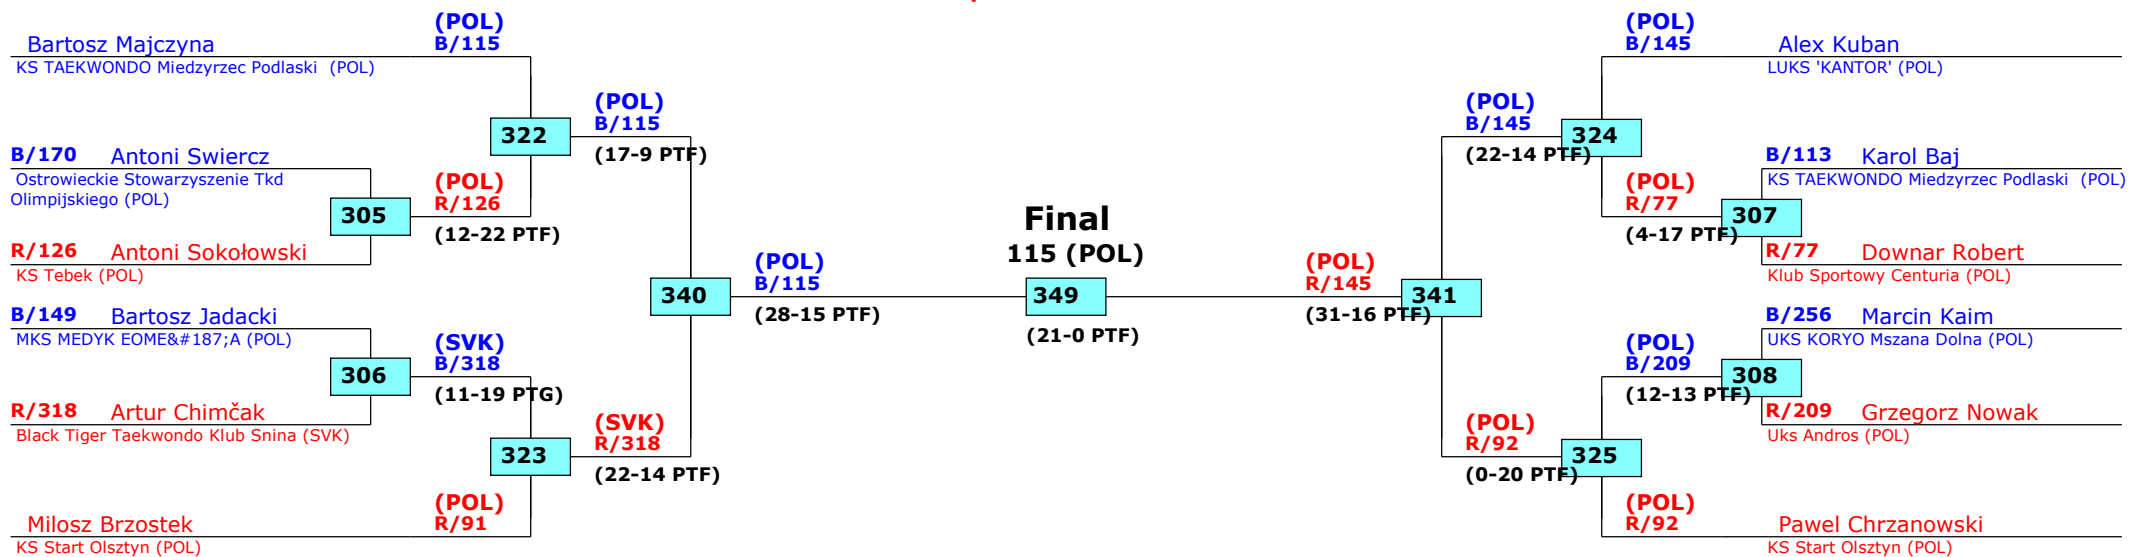 (POL)
Bartosz Majczyna B/115
KS TAEKWONDO Miedzyrzec Podlaski (POL)
(POL)
B/115
322
(17-9 PTF)
B/170 Antoni Swiercz
Ostrowieckie Stowarzyszenie Tkd
Olimpijskiego (POL)
(POL)
R/126
305
(12-22 PTF)
R/126 Antoni Sokołowski
KS Tebek (POL)
(POL)
B/115
340
(28-15 PTF)
B/149 Bartosz Jadacki
MKS MEDYK EOME&#187;A (POL)
(SVK)
B/318
306
(11-19 PTG)
R/318 Artur Chimčak
Black Tiger Taekwondo Klub Snina (SVK)
(SVK)
R/318
323
(22-14 PTF)
(POL)
Milosz Brzostek R/91
KS Start Olsztyn (POL)
Final
115 (POL)
349
(21-0 PTF)
(POL)
B/145 Alex Kuban
LUKS 'KANTOR' (POL)
(POL)
B/145
324
(22-14 PTF)
B/113 Karol Baj
KS TAEKWONDO Miedzyrzec Podlaski (POL)
(POL)
R/77
307
(4-17 PTF)
R/77 Downar Robert
Klub Sportowy Centuria (POL)
(POL)
R/145
341
(31-16 PTF)
B/256 Marcin Kaim
UKS KORYO Mszana Dolna (POL)
(POL)
B/209
308
(12-13 PTF)
R/209 Grzegorz Nowak
Uks Andros (POL)
(POL)
R/92
325
(0-20 PTF)
(POL)
R/92 Pawel Chrzanowski
KS Start Olsztyn (POL)